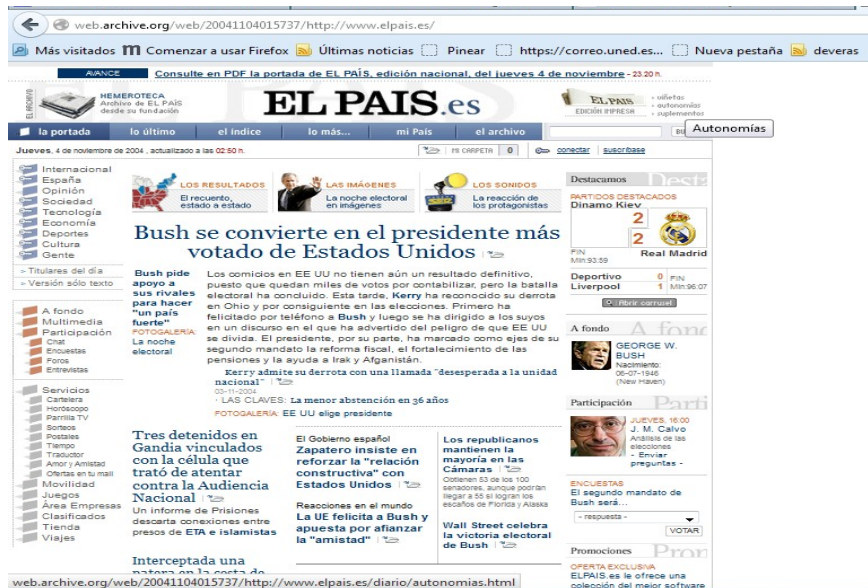 web.archive.org/web/20041104015737/http://www.elpais.es/
Más visitados
Comenzar a usar Firefox
Últimas noticias
Pinear
https://correo.uned.es...
Nueva pestaña
deveras
AVANCE
Consulte en PDF la portada de EL PAÍS, edición nacional, del jueves 4 de noviembre - 23.20 h.
EL ARCHIVO
HEMEROTECA
Archivo de EL PAÍS
desde su fundación
EL PAIS.es
EL PAIS
EDICIÓN IMPRESA
viñetas
autonomías
suplementos
la portada
lo último
el índice
lo más...
mi País
el archivo
BU
Autonomías
Jueves, 4 de noviembre de 2004, actualizado a las 02:50 h.
MI CARPETA 0
conectar
suscríbase
Internacional
España
Opinión
Sociedad
Tecnología
Economía
Deportes
Cultura
Gente
» Titulares del día
» Versión sólo texto
A fondo
Multimedia
Participación
Chat
Encuestas
Foros
Entrevistas
Servicios
Cartelera
Horóscopo
Parrilla TV
Sorteos
Postales
Tiempo
Traductor
Amor y Amistad
Ofertas en tu mail
Movilidad
Juegos
Área Empresas
Clasificados
Tienda
Viajes
LOS RESULTADOS
El recuento,
estado a estado
LAS IMÁGENES
La noche electoral
en imágenes
LOS SONIDOS
La reacción de
los protagonistas
Bush se convierte en el presidente más
votado de Estados Unidos
Bush pide
apoyo a
sus rivales
para hacer
"un país
fuerte"
FOTOGALERÍA:
La noche
electoral
Los comicios en EE UU no tienen aún un resultado definitivo,
puesto que quedan miles de votos por contabilizar, pero la batalla
electoral ha concluido. Esta tarde, Kerry ha reconocido su derrota
en Ohio y por consiguiente en las elecciones. Primero ha
felicitado por teléfono a Bush y luego se ha dirigido a los suyos
en un discurso en el que ha advertido del peligro de que EE UU
se divida. El presidente, por su parte, ha marcado como ejes de su
segundo mandato la reforma fiscal, el fortalecimiento de las
pensiones y la ayuda a Irak y Afganistán.
Kerry admite su derrota con una llamada "desesperada a la unidad
nacional"
03-11-2004
· LAS CLAVES: La menor abstención en 36 años
FOTOGALERÍA: EE UU elige presidente
Tres detenidos en
Gandia vinculados
con la célula que
trató de atentar
contra la Audiencia
Nacional
Un informe de Prisiones
descarta conexiones entre
presos de ETA e islamistas
Interceptada una
patera en la costa de
El Gobierno español
Zapatero insiste en
reforzar la "relación
constructiva" con
Estados Unidos
Reacciones en el mundo
La UE felicita a Bush y
apuesta por afianzar
la "amistad"
Los republicanos
mantienen la
mayoría en las
Cámaras
Obtienen 53 de los 100
senadores, aunque podrían
llegar a 55 si logran los
escaños de Florida y Alaska
Wall Street celebra
la victoria electoral
de Bush
Destacamos
PARTIDOS DESTACADOS
Dinamo Kiev
2
2
FIN
Min:93:59
Real Madrid
Deportivo 0 FIN
Liverpool 1 Min:96:07
Abrir carrusel
A fondo
GEORGE W.
BUSH
Nacimiento:
06-07-1946
(New Haven)
Participación
JUEVES, 16:00
J. M. Calvo
Análisis de las
elecciones
- Enviar
preguntas -
ENCUESTAS
El segundo mandato de
Bush será...
- respuesta -
VOTAR
Promociones
OFERTA EXCLUSIVA
ELPAIS.es le ofrece una
colección del mejor software
web.archive.org/web/20041104015737/http://www.elpais.es/diario/autonomias.html